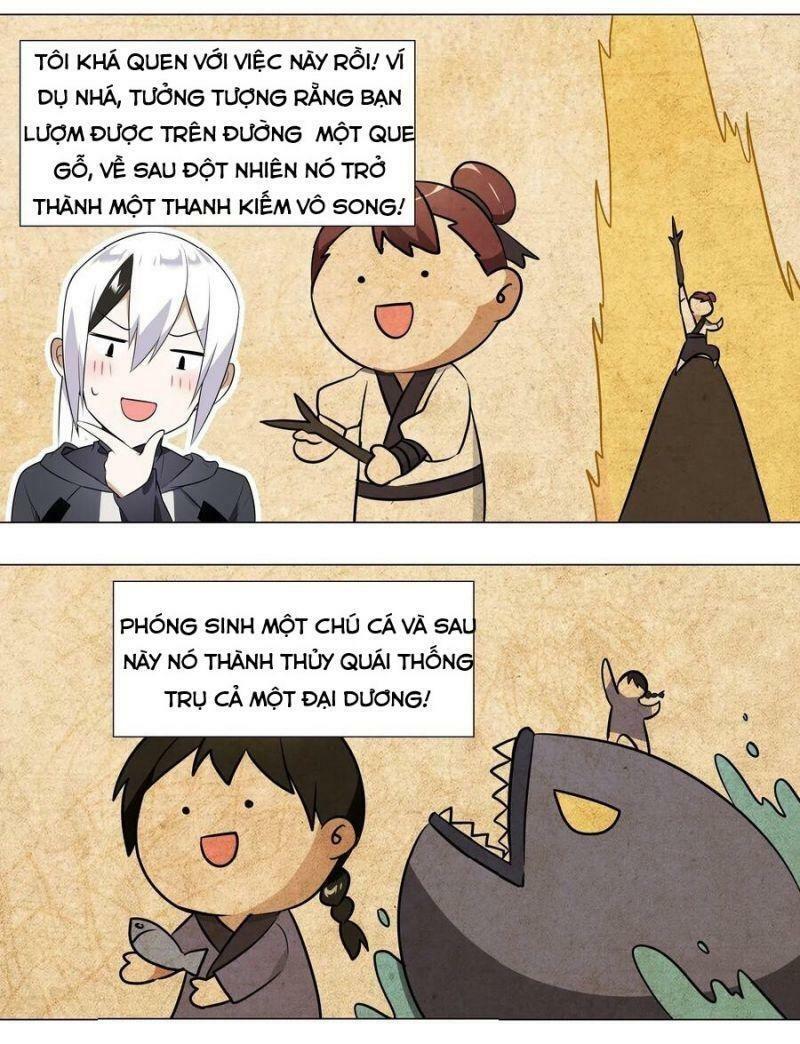 TÔI KHÁ QUEN VỚI VIỆC NÀY RỒI! VÍ
DỤ NHÁ, TƯỞNG TƯỢNG RẰNG BẠN
LƯỢM ĐƯỢC TRÊN ĐƯỜNG MỘT QUE
GỖ, VỀ SAU ĐỘT NHIÊN NÓ TRỞ
THÀNH MỘT THANH KIẾM VÔ SONG!
PHÓNG SINH MỘT CHÚ CÁ VÀ SAU
NÀY NÓ THÀNH THỦY QUÁI THỐNG
TRỤ CẢ MỘT ĐẠI DƯƠNG!